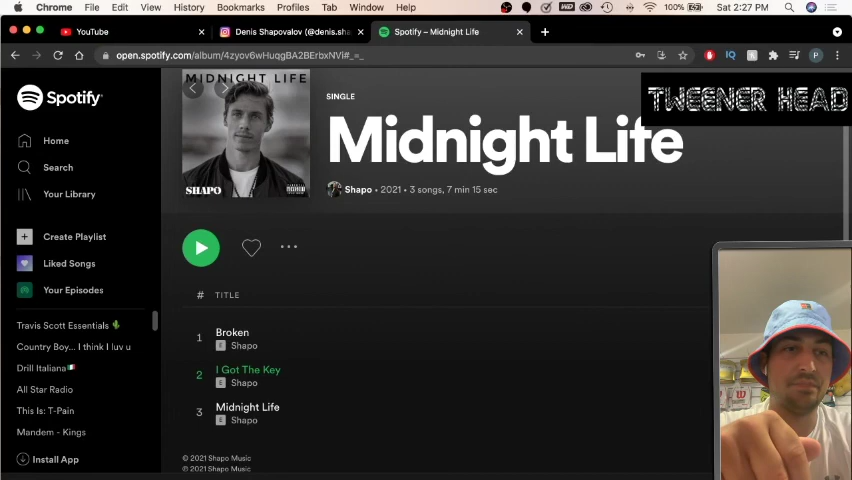 Chrome File Edit View History Bookmarks Profiles Tab Window Help 100% Sat 2:27 PM
YouTube Denis Shapovalov (@denis.sha Spotify – Midnight Life
open.spotify.com/album/4zyov6wHuqgBA2BErbxNVi#_=_
Spotify
Home
Search
Your Library
Create Playlist
Liked Songs
Your Episodes
Travis Scott Essentials 🌵
Country Boy... I think I luv u
Drill Italiana🇮🇹
All Star Radio
This Is: T-Pain
Mandem - Kings
Install App
MIDNIGHT LIFE
SHAPO
SINGLE
Midnight Life
Shapo • 2021 • 3 songs, 7 min 15 sec
TWEENER HEAD
# TITLE
1 Broken
E Shapo
2 I Got The Key
E Shapo
3 Midnight Life
E Shapo
© 2021 Shapo Music
℗ 2021 Shapo Music